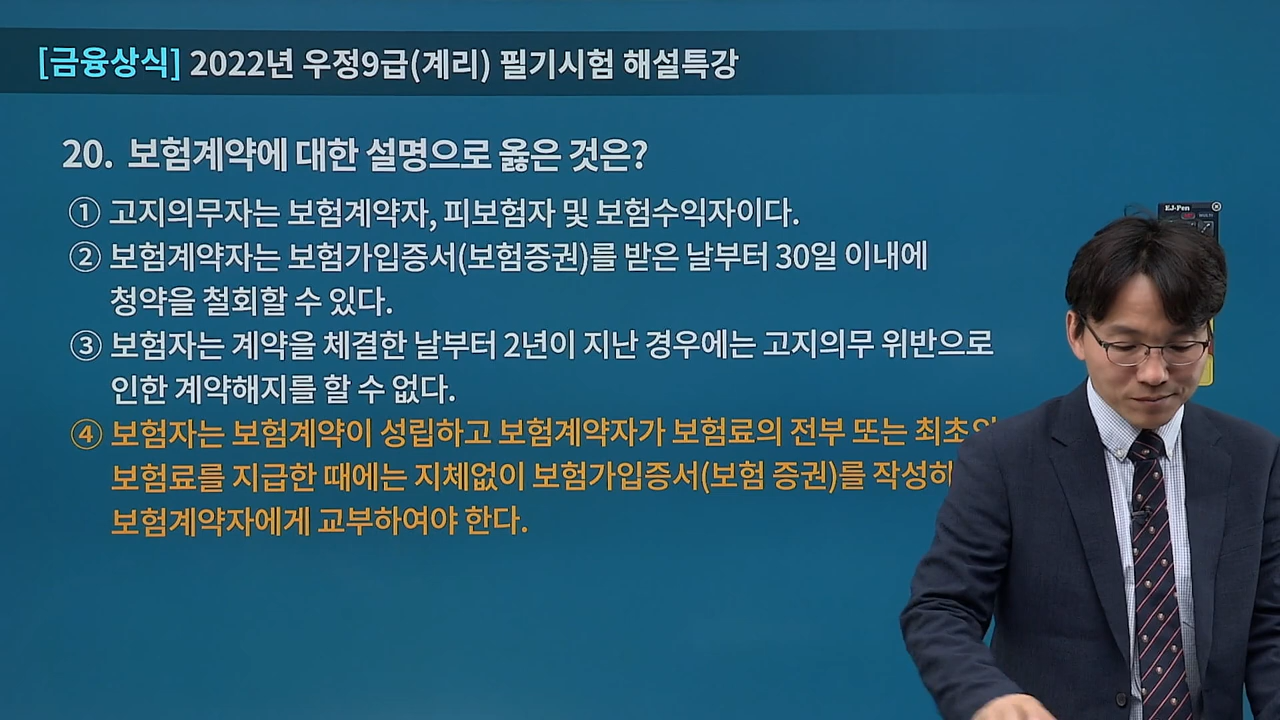 [금융상식] 2022년 우정9급(계리) 필기시험 해설특강
20. 보험계약에 대한 설명으로 옳은 것은?
① 고지의무자는 보험계약자, 피보험자 및 보험수익자이다.
② 보험계약자는 보험가입증서(보험증권)를 받은 날부터 30일 이내에
청약을 철회할 수 있다.
③ 보험자는 계약을 체결한 날부터 2년이 지난 경우에는 고지의무 위반으로
인한 계약해지를 할 수 없다.
④ 보험자는 보험계약이 성립하고 보험계약자가 보험료의 전부 또는 최초의
보험료를 지급한 때에는 지체없이 보험가입증서(보험 증권)를 작성하
보험계약자에게 교부하여야 한다.
EJ-Pen